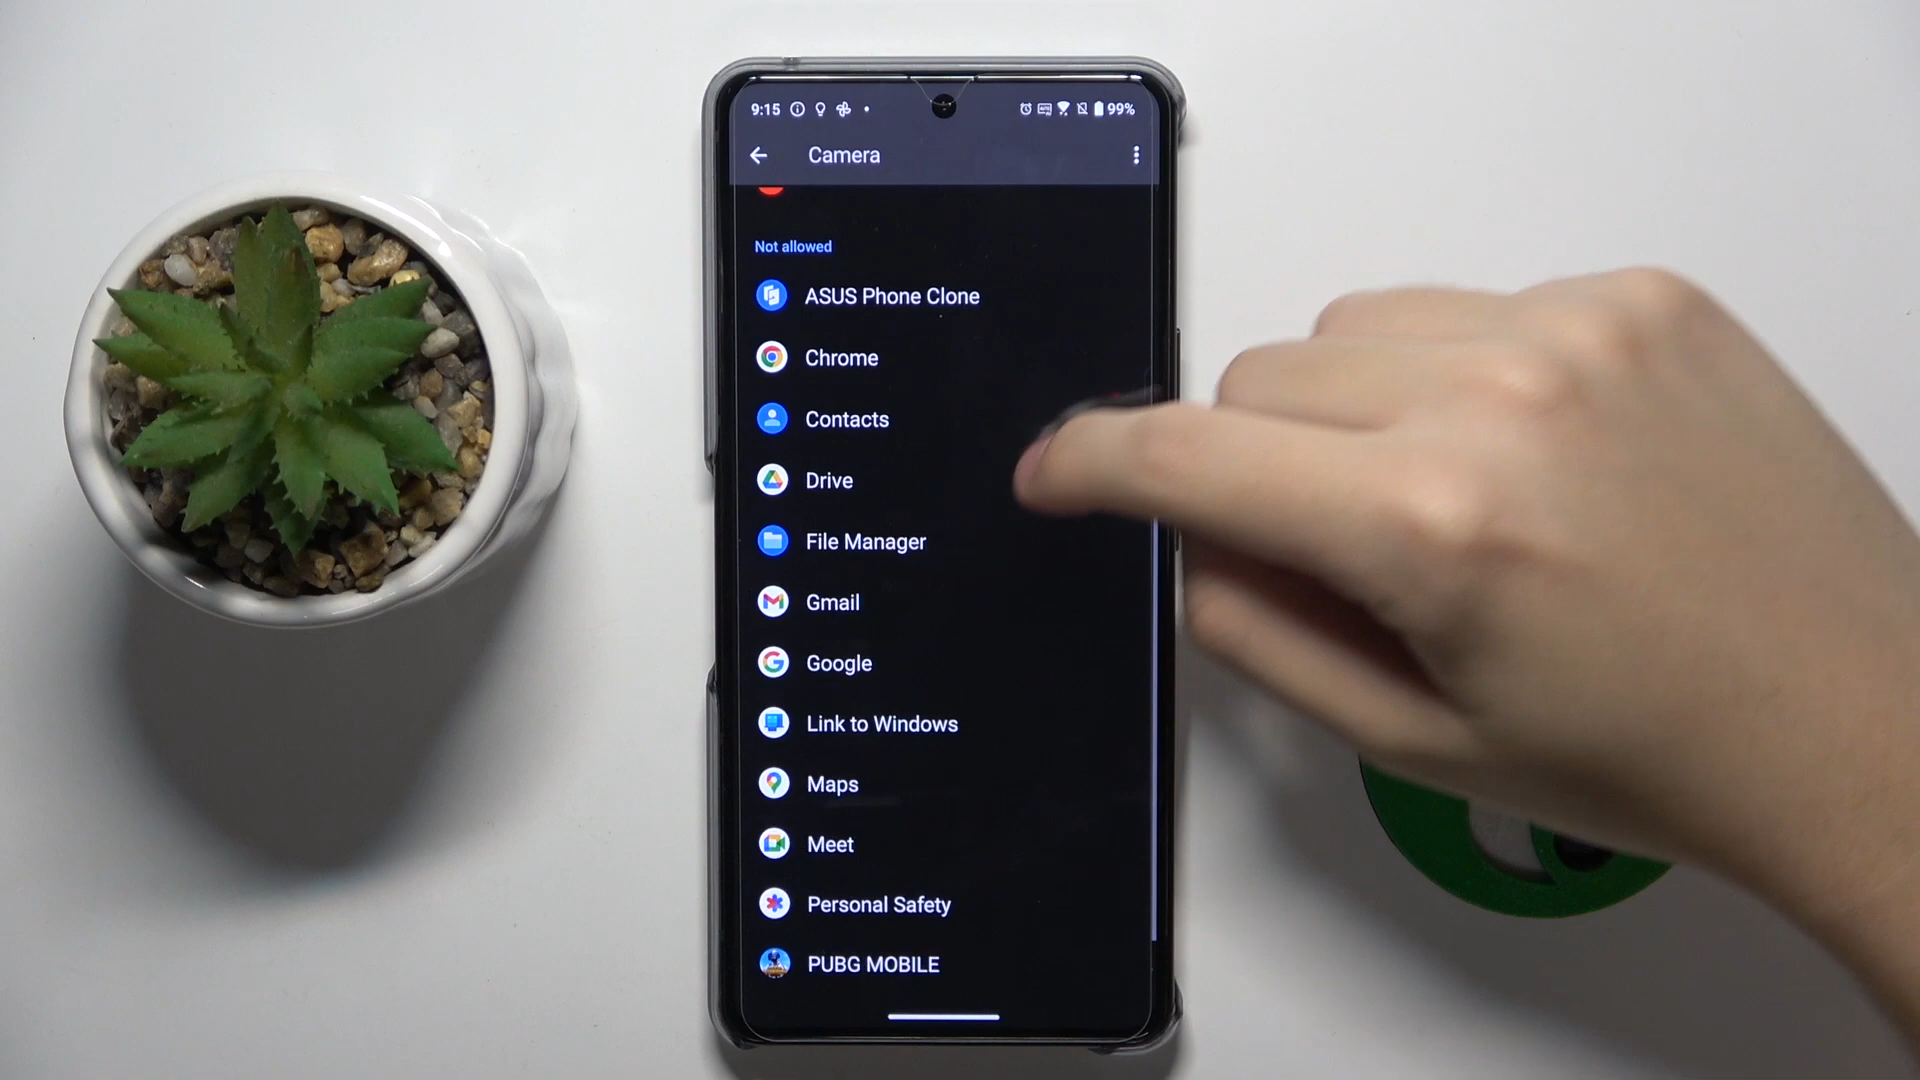 9:15 99%
Camera
Not allowed
ASUS Phone Clone
Chrome
Contacts
Drive
File Manager
Gmail
Google
Link to Windows
Maps
Meet
Personal Safety
PUBG MOBILE